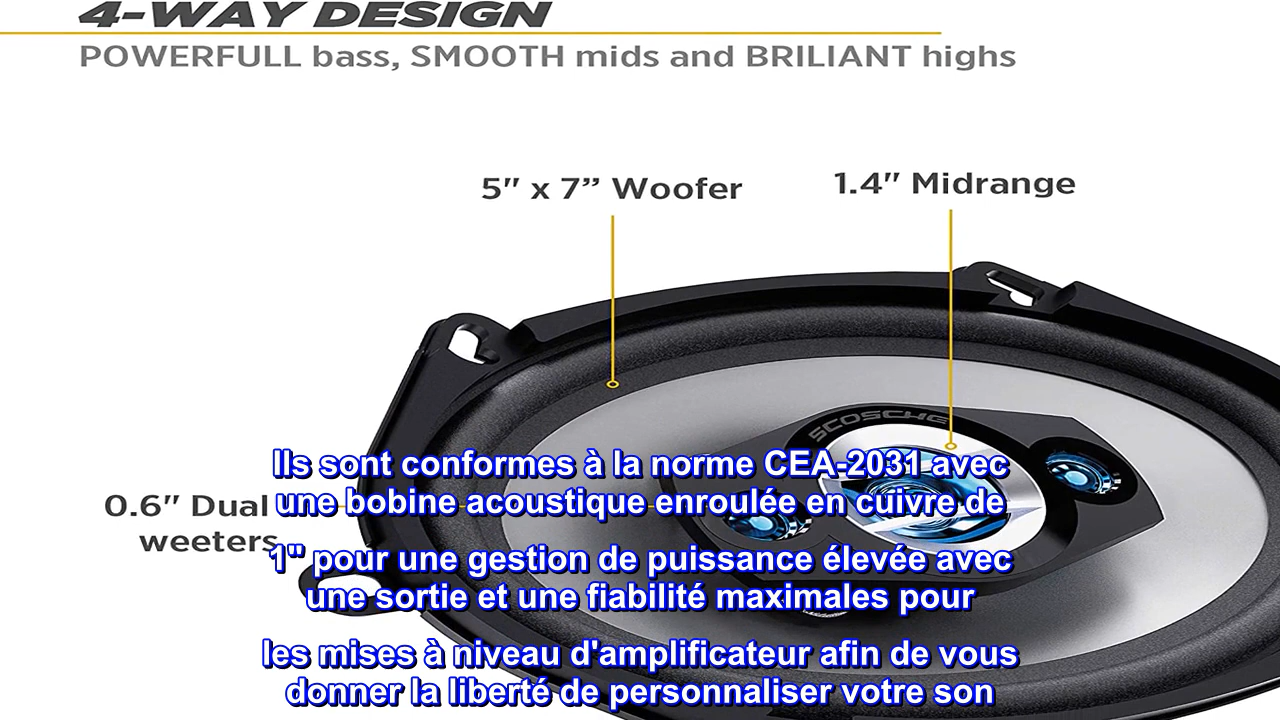 4-WAY DESIGN
POWERFULL bass, SMOOTH mids and BRILIANT highs
5" x 7” Woofer
1.4" Midrange
SCOSCHE
0.6" Dual
weeters
Ils sont conformes à la norme CEA-2031 avec
une bobine acoustique enroulée en cuivre de
1" pour une gestion de puissance élevée avec
une sortie et une fiabilité maximales pour
les mises à niveau d'amplificateur afin de vous
donner la liberté de personnaliser votre son